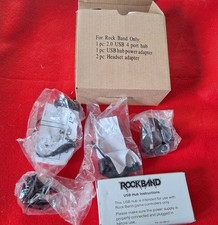 For Rock Band Only:
1 pc: 2.0 USB 4 port hub
1 pc: USB hub power adapter
2 pc: Headset adapter
ROCKBAND
USB Hub Instructions
This USB hub is intended for use with
Rock Band game controllers only.
Please make sure the power supply is
properly connected and plugged in